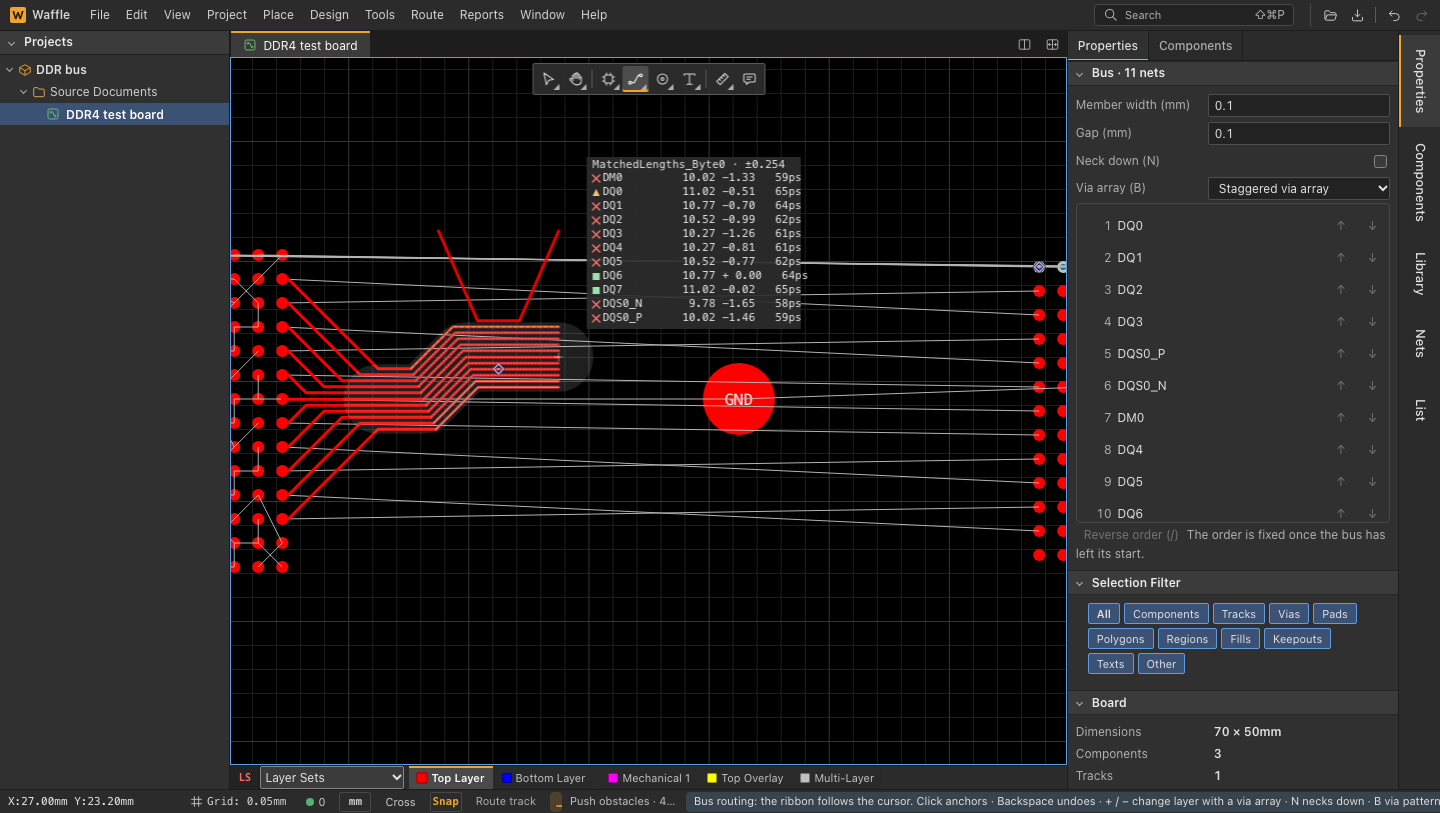 Waffle File Edit View Project Place Design Tools Route Reports Window Help Search ⇧⌘P
Projects
DDR bus
Source Documents
DDR4 test board
DDR4 test board
MatchedLengths_Byte0 · ±0.254
DM0 10.02 −1.33 59ps
DQ0 11.02 −0.51 65ps
DQ1 10.77 −0.70 64ps
DQ2 10.52 −0.99 62ps
DQ3 10.27 −1.26 61ps
DQ4 10.27 −0.81 61ps
DQ5 10.52 −0.77 62ps
DQ6 10.77 + 0.00 64ps
DQ7 11.02 −0.02 65ps
DQS0_N 9.78 −1.65 58ps
DQS0_P 10.02 −1.46 59ps
GND
LS Layer Sets Top Layer Bottom Layer Mechanical 1 Top Overlay Multi-Layer
Properties Components
Bus · 11 nets
Member width (mm) 0.1
Gap (mm) 0.1
Neck down (N)
Via array (B) Staggered via array
1 DQ0 ↑ ↓
2 DQ1 ↑ ↓
3 DQ2 ↑ ↓
4 DQ3 ↑ ↓
5 DQS0_P ↑ ↓
6 DQS0_N ↑ ↓
7 DM0 ↑ ↓
8 DQ4 ↑ ↓
9 DQ5 ↑ ↓
10 DQ6 ↑ ↓
Reverse order (/) The order is fixed once the bus has
left its start.
Selection Filter
All Components Tracks Vias Pads
Polygons Regions Fills Keepouts
Texts Other
Board
Dimensions 70 × 50mm
Components 3
Tracks 1
Properties
Components
Library
Nets
List
X:27.00mm Y:23.20mm Grid: 0.05mm 0 mm Cross Snap Route track _ Push obstacles · 4… Bus routing: the ribbon follows the cursor. Click anchors · Backspace undoes · + / − change layer with a via array · N necks down · B via pattern